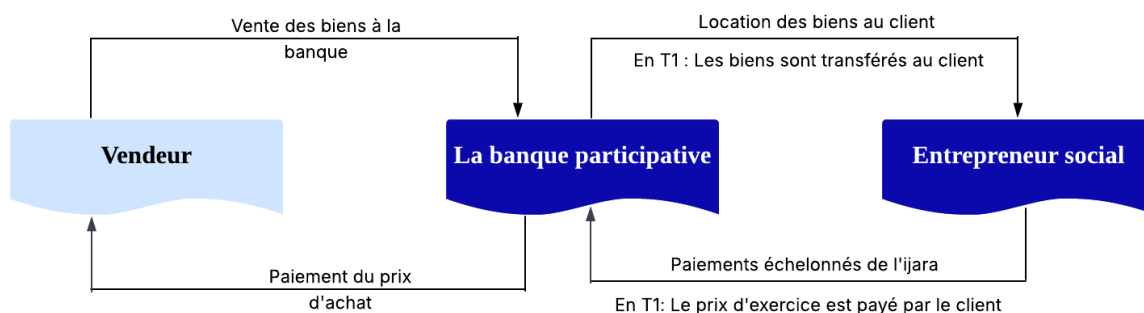 Vente des biens à la
banque
Location des biens au client
En T1 : Les biens sont transférés au client
Vendeur
La banque participative
Entrepreneur social
Paiement du prix
d'achat
Paiements échelonnés de l'ijara
En T1: Le prix d'exercice est payé par le client